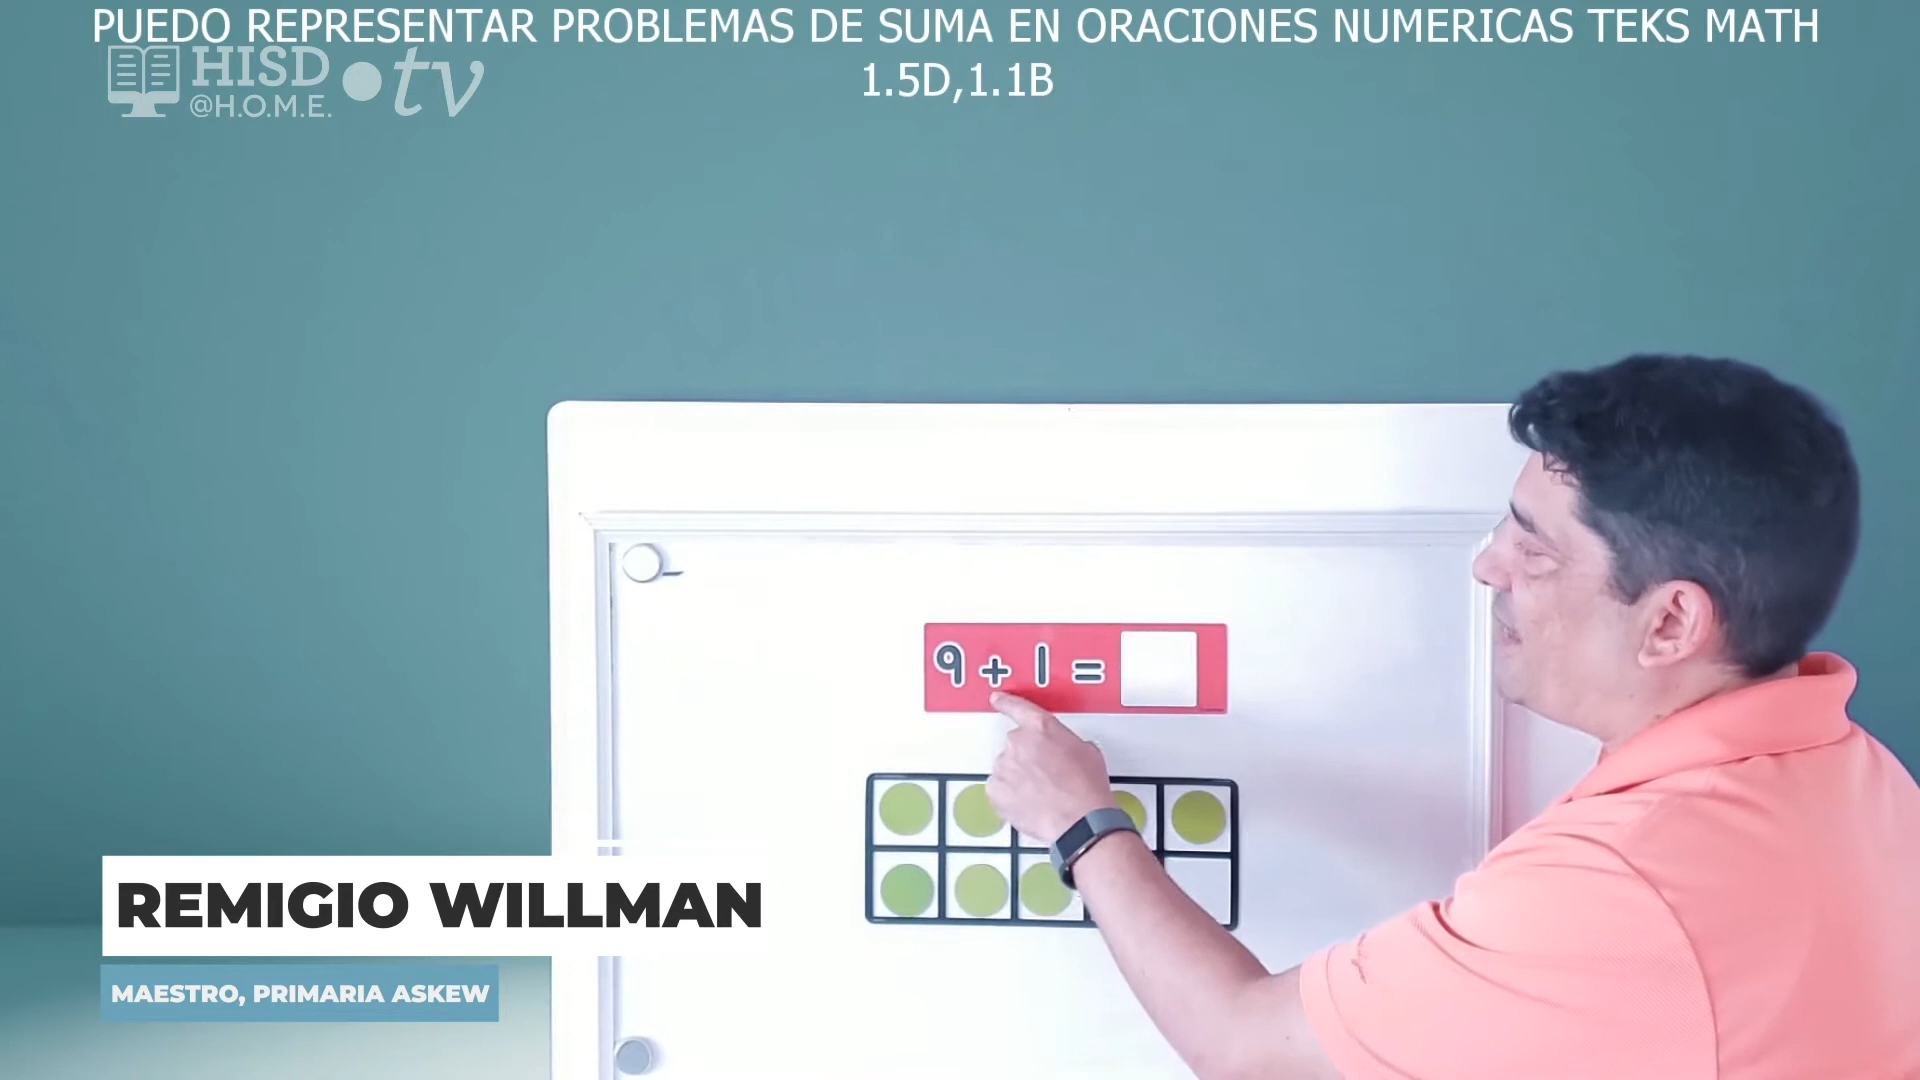 PUEDO REPRESENTAR PROBLEMAS DE SUMA EN ORACIONES NUMERICAS TEKS MATH
1.5D,1.1B
HISD
@H.O.M.E.
tv
9 + 1 =
REMIGIO WILLMAN
MAESTRO, PRIMARIA ASKEW